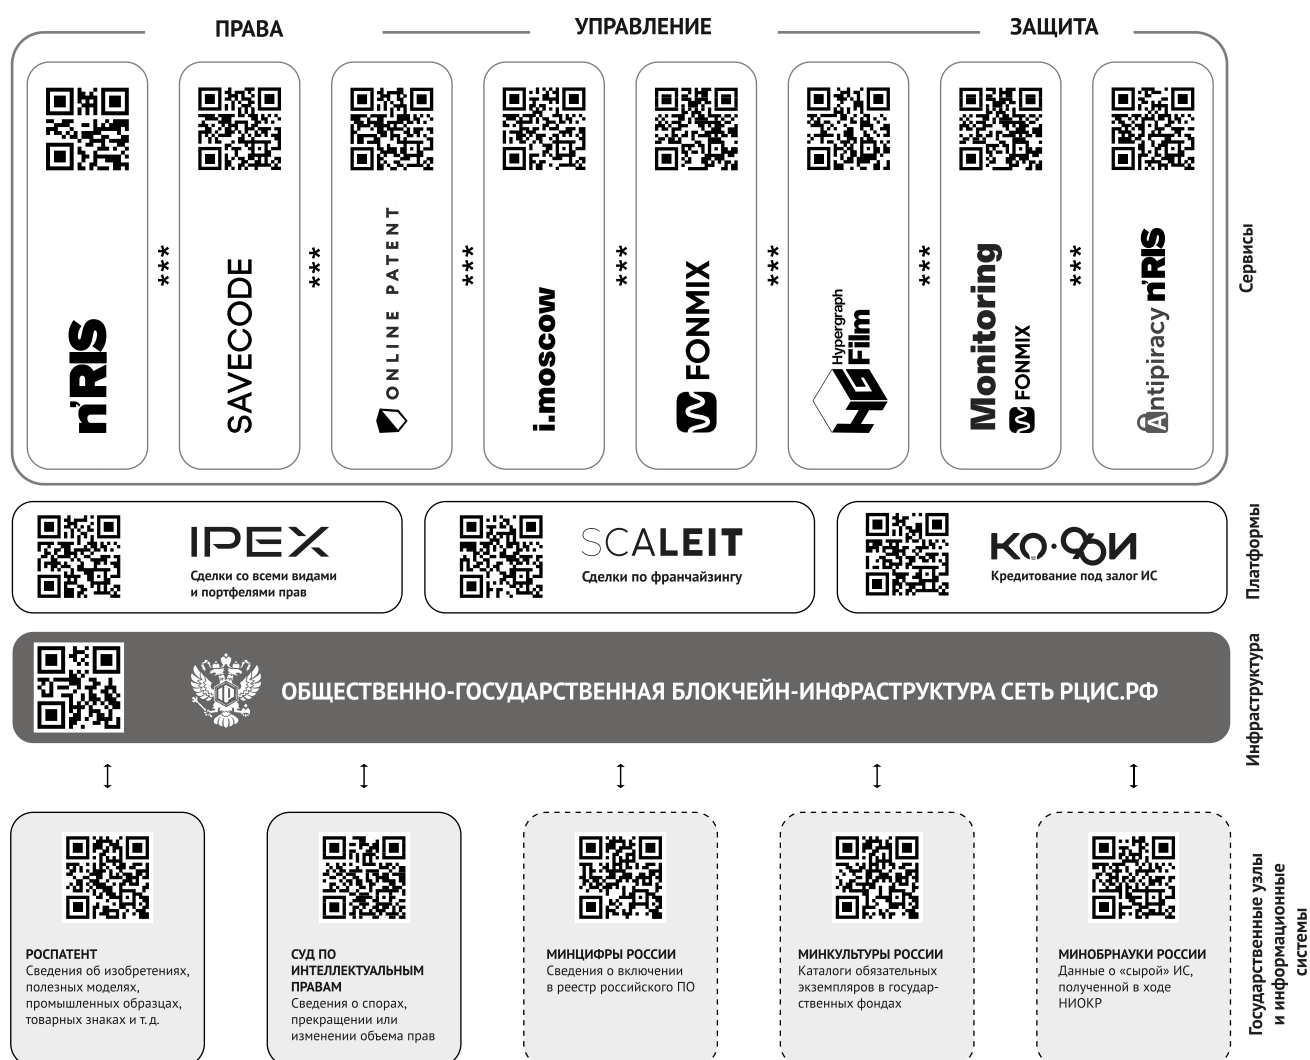 ПРАВА
УПРАВЛЕНИЕ
ЗАЩИТА
n'RIS
***
SAVECODE
***
ONLINE PATENT
***
i.moscow
***
FONMIX
***
HG
Hypergraph
Film
***
Monitoring
FONMIX
***
Antipiracy n'RIS
Сервисы
IPEX
Сделки со всеми видами
и портфелями прав
SCALEIT
Сделки по франчайзингу
КО·ФИ
Кредитование под залог ИС
Платформы
ОБЩЕСТВЕННО-ГОСУДАРСТВЕННАЯ БЛОКЧЕЙН-ИНФРАСТРУКТУРА СЕТЬ РЦИС.РФ
Инфраструктура
РОСПАТЕНТ
Сведения об изобретениях,
полезных моделях,
промышленных образцах,
товарных знаках и т. д.
СУД ПО
ИНТЕЛЛЕКТУАЛЬНЫМ
ПРАВАМ
Сведения о спорах,
прекращении или
изменении объема прав
МИНЦИФРЫ РОССИИ
Сведения о включении
в реестр российского ПО
МИНКУЛЬТУРЫ РОССИИ
Каталоги обязательных
экземпляров в государ-
ственных фондах
МИНОБРНАУКИ РОССИИ
Данные о «сырой» ИС,
полученной в ходе
НИОКР
Государственные узлы
и информационные
системы